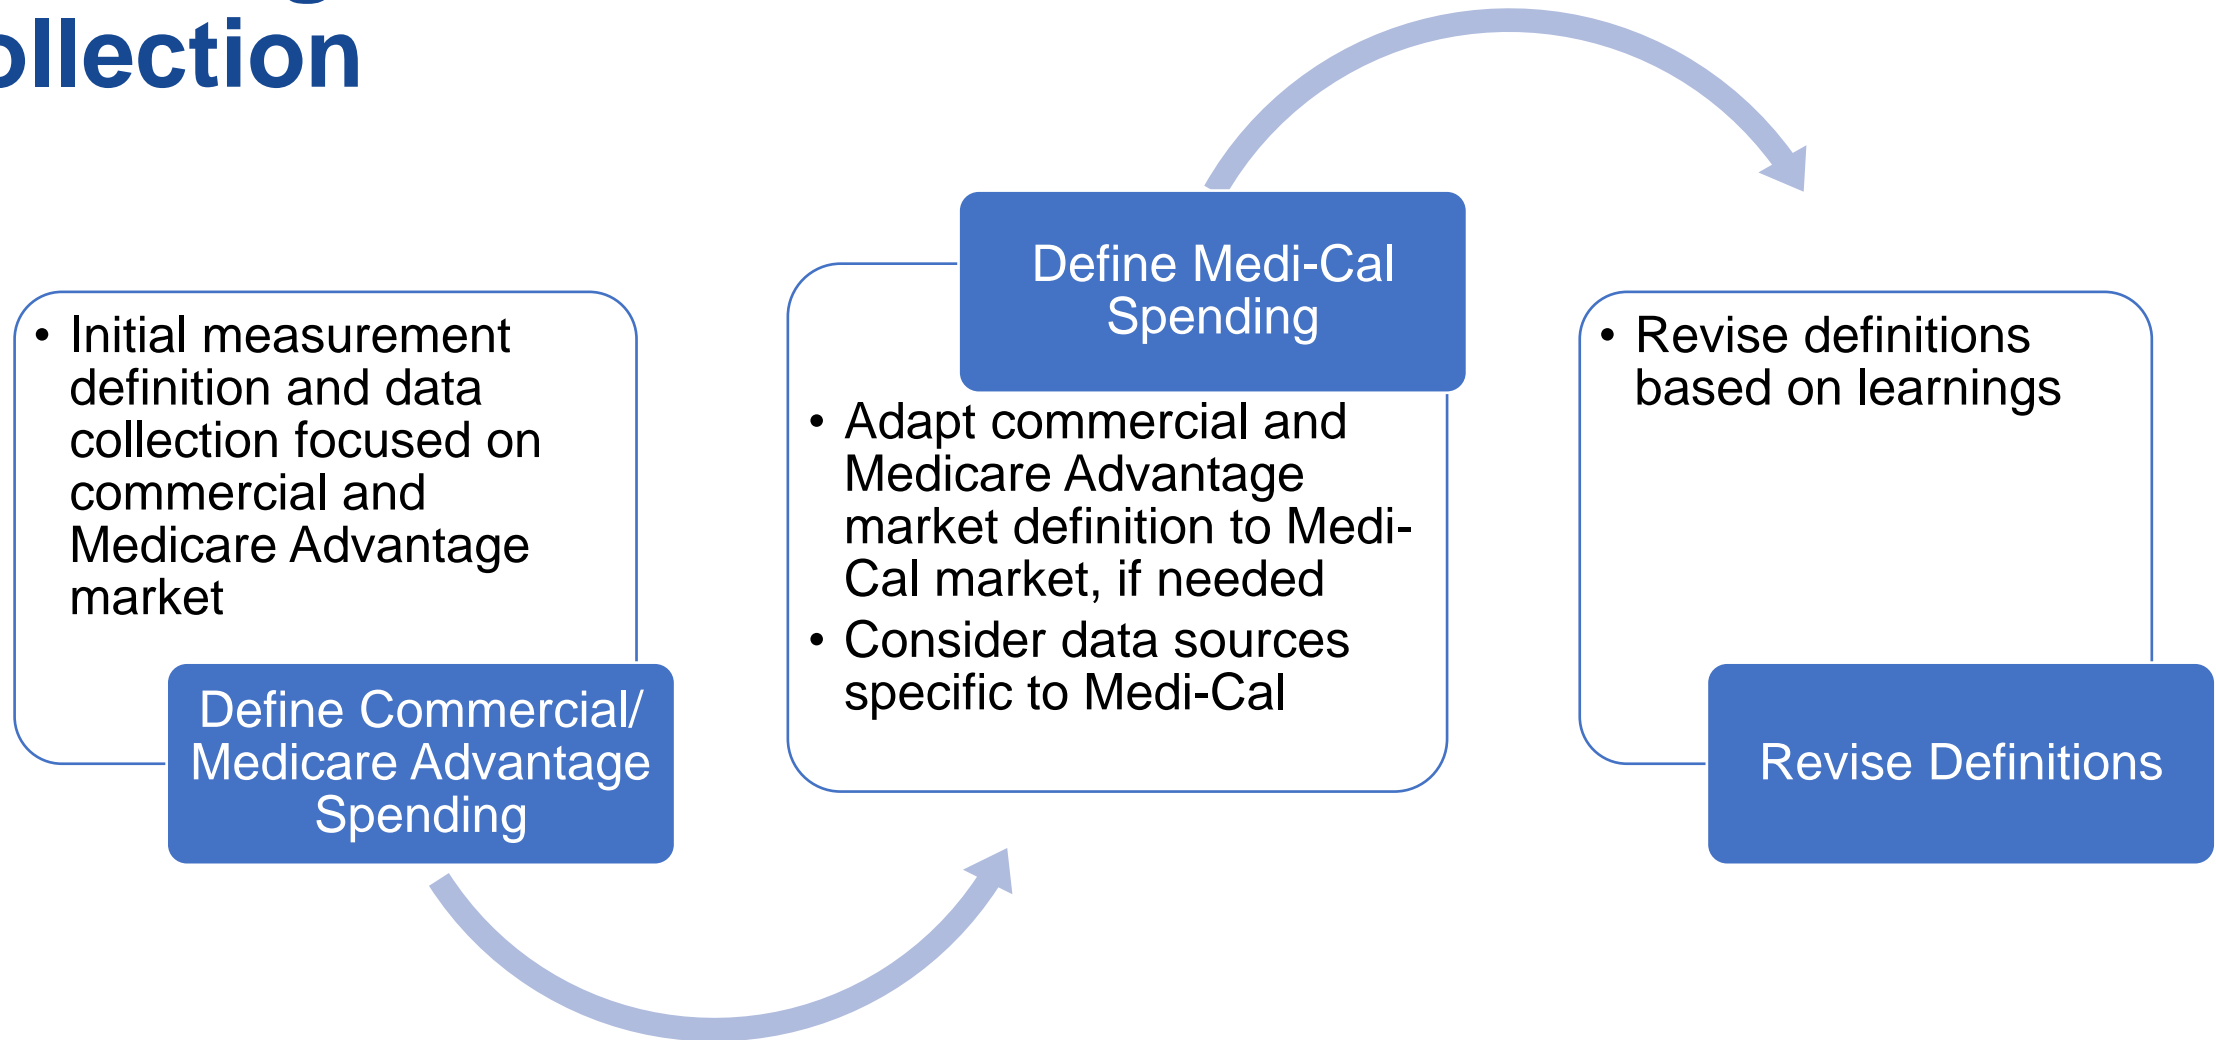 ollection
• Initial measurement
definition and data
collection focused on
commercial and
Medicare Advantage
market
Define Commercial/
Medicare Advantage
Spending
Define Medi-Cal
Spending
• Adapt commercial and
Medicare Advantage
market definition to Medi-
Cal market, if needed
• Consider data sources
specific to Medi-Cal
• Revise definitions
based on learnings
Revise Definitions